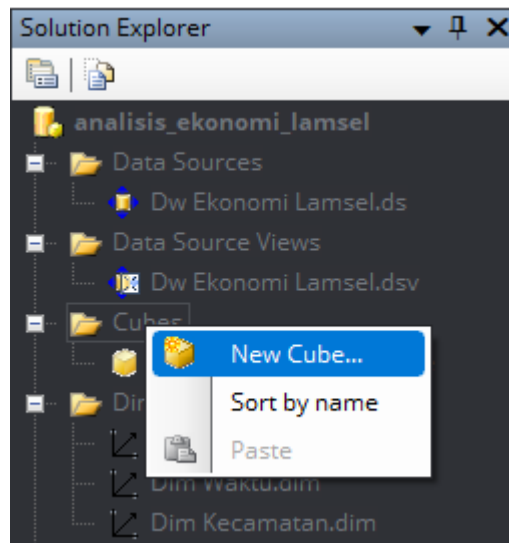 Solution Explorer
analisis_ekonomi_lamsel
Data Sources
Dw Ekonomi Lamsel.ds
Data Source Views
Dw Ekonomi Lamsel.dsv
Cubes
New Cube...
Sort by name
Paste
Dim Waktu.dim
Dim Kecamatan.dim